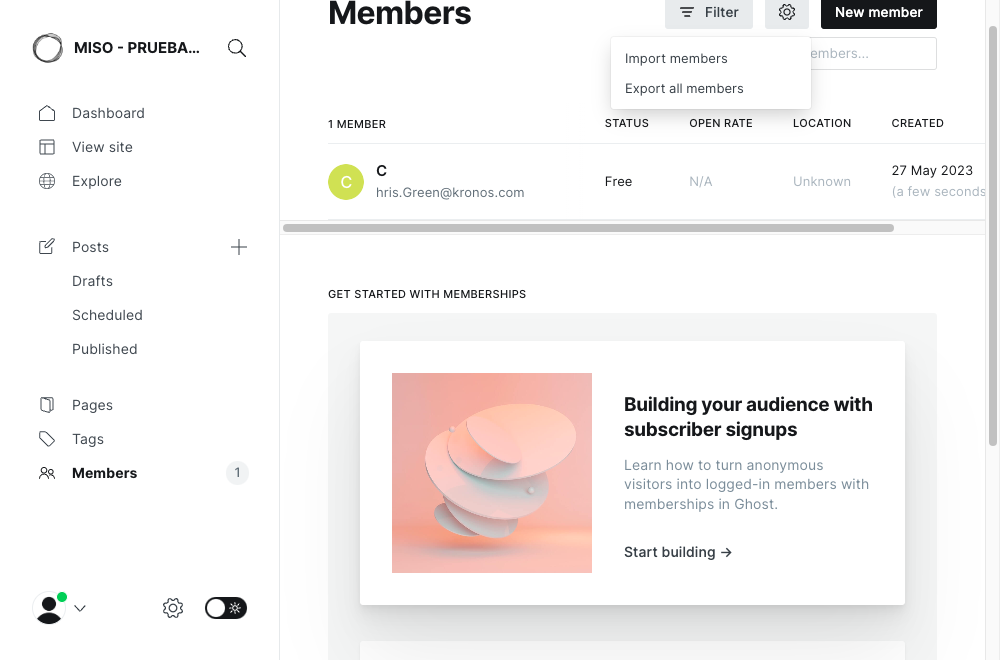 MISO - PRUEBA...
Dashboard
View site
Explore
Posts
Drafts
Scheduled
Published
Pages
Tags
Members
1
Members
Filter
New member
Import members
Export all members
embers...
1 MEMBER
STATUS
OPEN RATE
LOCATION
CREATED
C
C
hris.Green@kronos.com
Free
N/A
Unknown
27 May 2023
(a few seconds
GET STARTED WITH MEMBERSHIPS
Building your audience with
subscriber signups
Learn how to turn anonymous
visitors into logged-in members with
memberships in Ghost.
Start building →